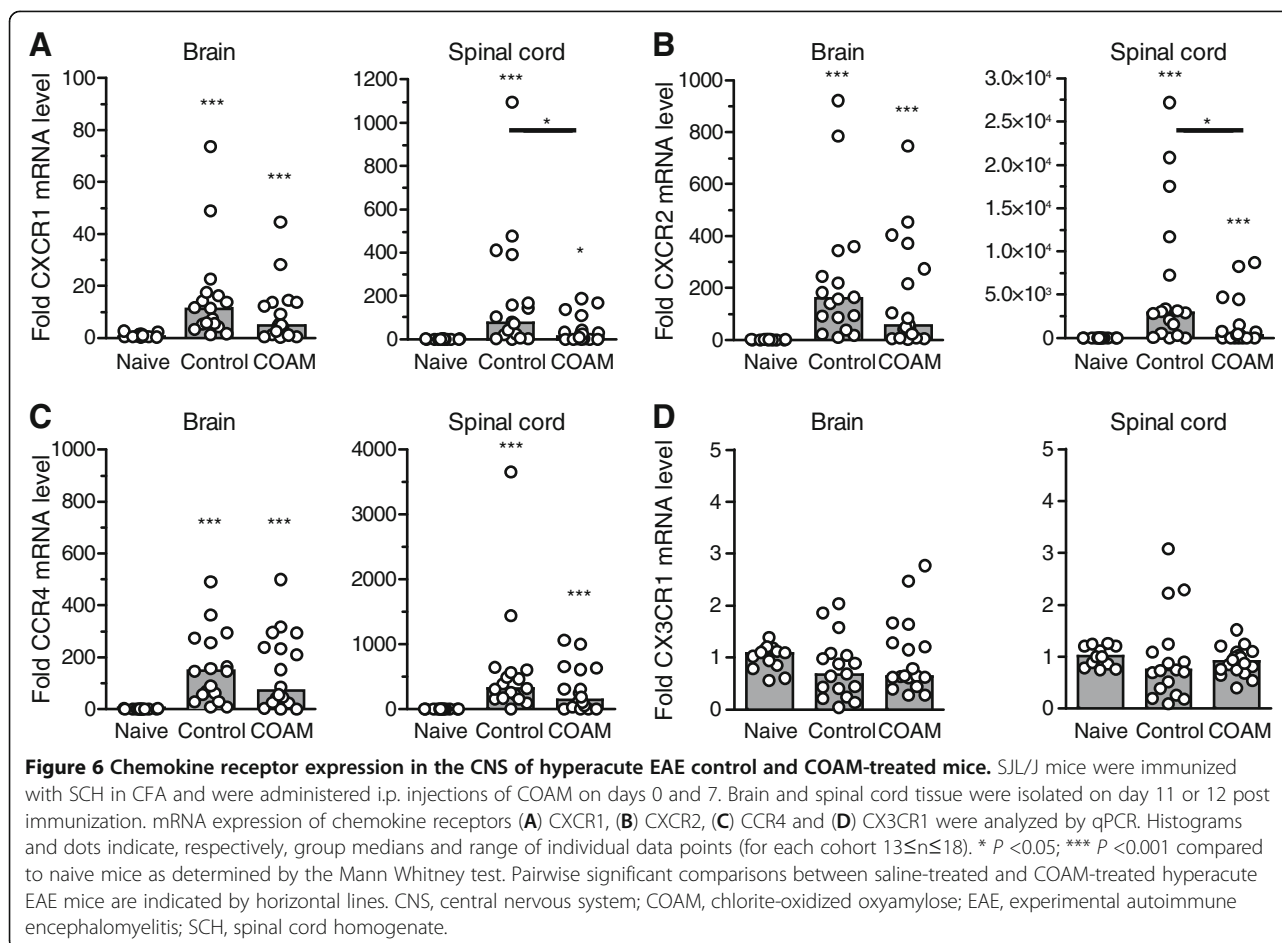 A
Brain
Spinal cord
B
Brain
Spinal cord
Fold CXCR1 mRNA level
100
80
60
40
20
0
***
***
Naive Control COAM
1200
1000
800
600
400
200
0
***
*
*
Naive Control COAM
Fold CXCR2 mRNA level
1000
800
600
400
200
0
***
***
Naive Control COAM
3.0×10⁴
2.5×10⁴
2.0×10⁴
1.5×10⁴
1.0×10⁴
5.0×10³
0
***
*
***
Naive Control COAM
C
Brain
Spinal cord
D
Brain
Spinal cord
Fold CCR4 mRNA level
1000
800
600
400
200
0
***
***
Naive Control COAM
4000
3000
2000
1000
0
***
***
Naive Control COAM
Fold CX3CR1 mRNA level
5
4
3
2
1
0
Naive Control COAM
5
4
3
2
1
0
Naive Control COAM
Figure 6 Chemokine receptor expression in the CNS of hyperacute EAE control and COAM-treated mice. SJL/J mice were immunized
with SCH in CFA and were administered i.p. injections of COAM on days 0 and 7. Brain and spinal cord tissue were isolated on day 11 or 12 post
immunization. mRNA expression of chemokine receptors (A) CXCR1, (B) CXCR2, (C) CCR4 and (D) CX3CR1 were analyzed by qPCR. Histograms
and dots indicate, respectively, group medians and range of individual data points (for each cohort 13≤n≤18). * P <0.05; *** P <0.001 compared
to naive mice as determined by the Mann Whitney test. Pairwise significant comparisons between saline-treated and COAM-treated hyperacute
EAE mice are indicated by horizontal lines. CNS, central nervous system; COAM, chlorite-oxidized oxyamylose; EAE, experimental autoimmune
encephalomyelitis; SCH, spinal cord homogenate.